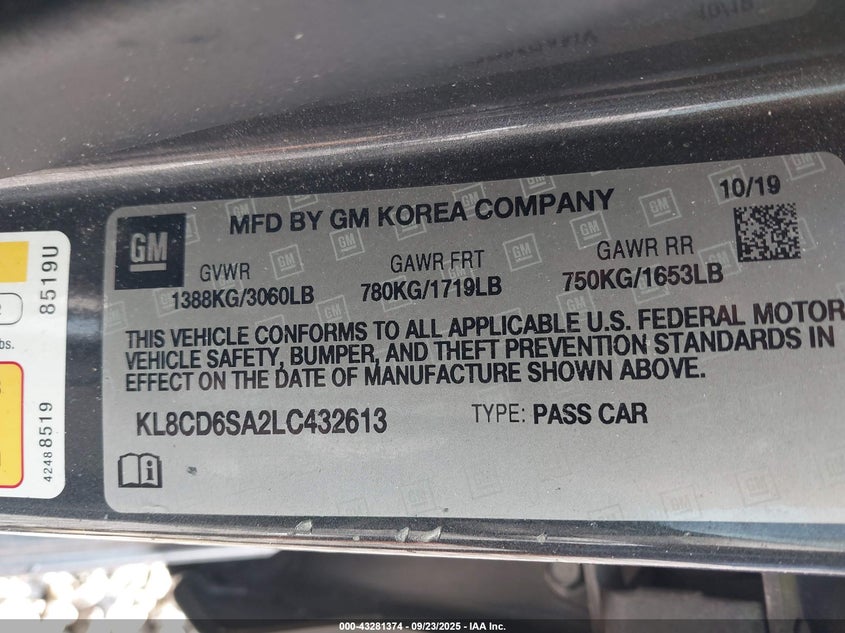 10/19
GM
MFD BY GM KOREA COMPANY
GVWR GAWR FRT GAWR RR
1388KG/3060LB 780KG/1719LB 750KG/1653LB
THIS VEHICLE CONFORMS TO ALL APPLICABLE U.S. FEDERAL MOTOR
VEHICLE SAFETY, BUMPER, AND THEFT PREVENTION STANDARDS IN
EFFECT ON THE DATE OF MANUFACTURE SHOWN ABOVE.
KL8CD6SA2LC432613 TYPE: PASS CAR
8519U
bs.
4248 8519
000-43281374 | 09/23/2025 - IAA Inc.